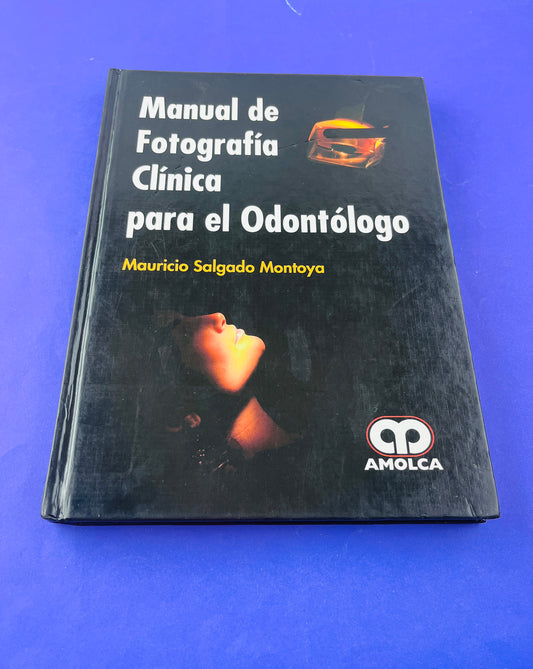 Manual de
Fotografía
Clínica
para el Odontólogo
Mauricio Salgado Montoya
AMOLCA